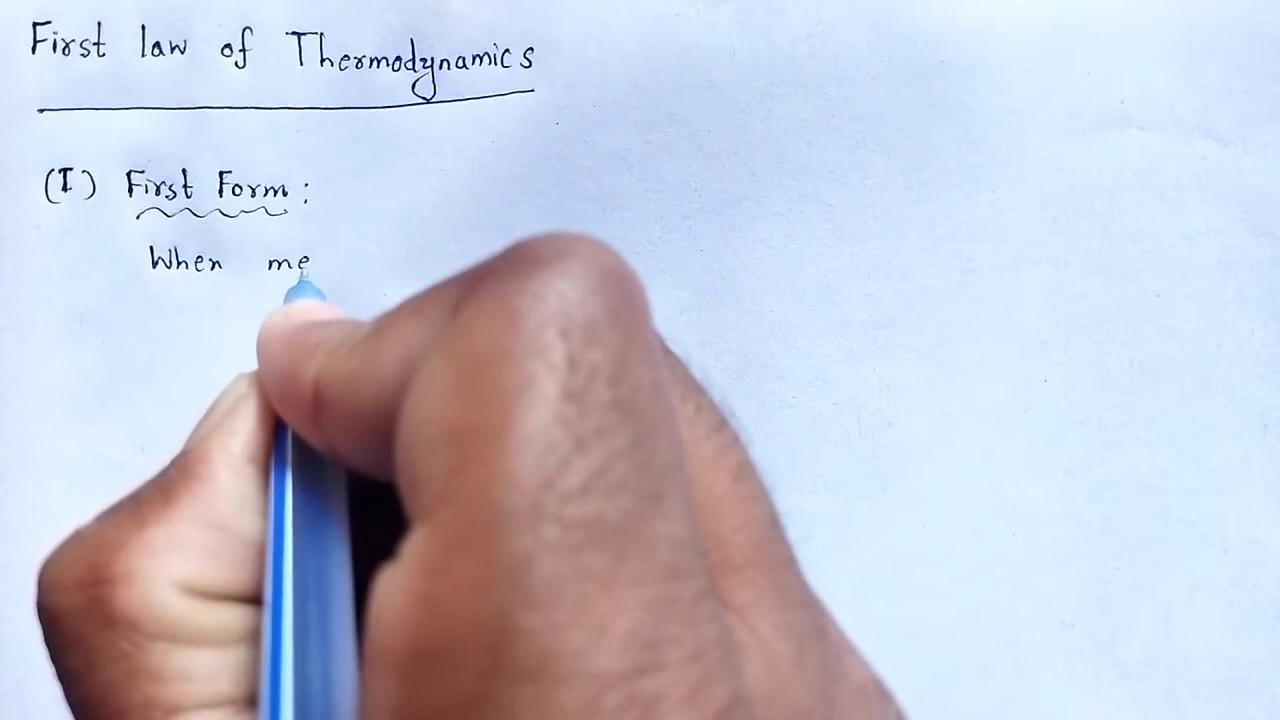 First law of Thermodynamics
(I) First Form:
When me